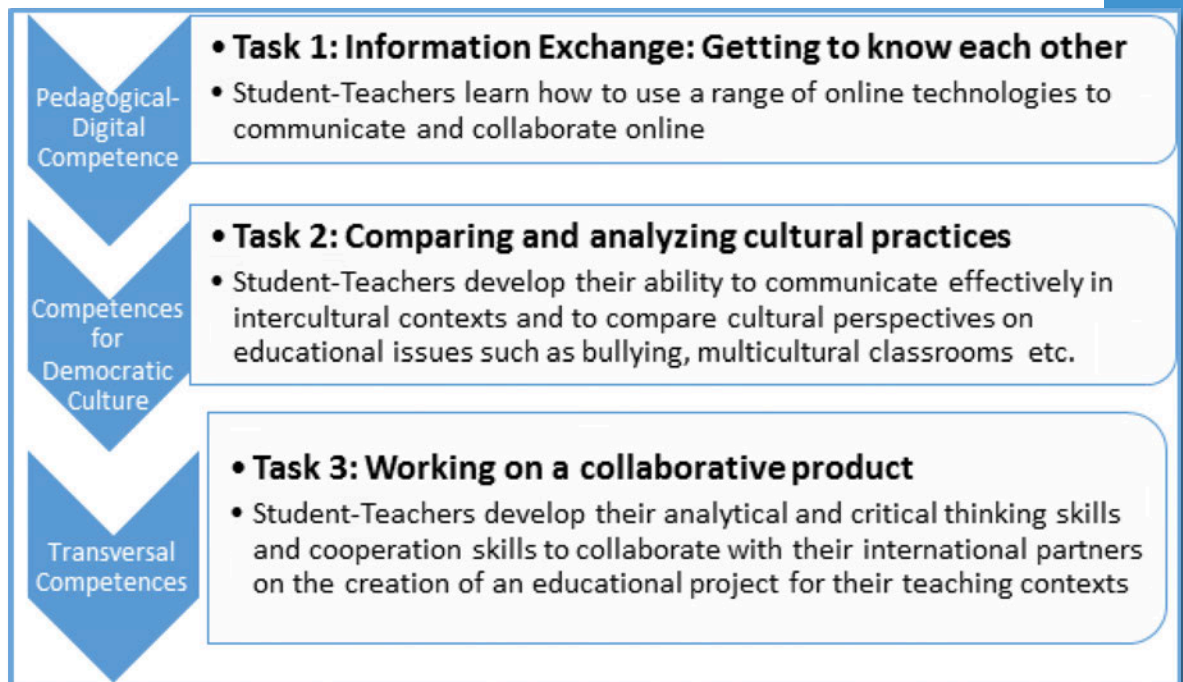 Pedagogical-
Digital
Competence
• Task 1: Information Exchange: Getting to know each other
• Student-Teachers learn how to use a range of online technologies to
communicate and collaborate online
Competences
for
Democratic
Culture
• Task 2: Comparing and analyzing cultural practices
• Student-Teachers develop their ability to communicate effectively in
intercultural contexts and to compare cultural perspectives on
educational issues such as bullying, multicultural classrooms etc.
Transversal
Competences
• Task 3: Working on a collaborative product
• Student-Teachers develop their analytical and critical thinking skills
and cooperation skills to collaborate with their international partners
on the creation of an educational project for their teaching contexts